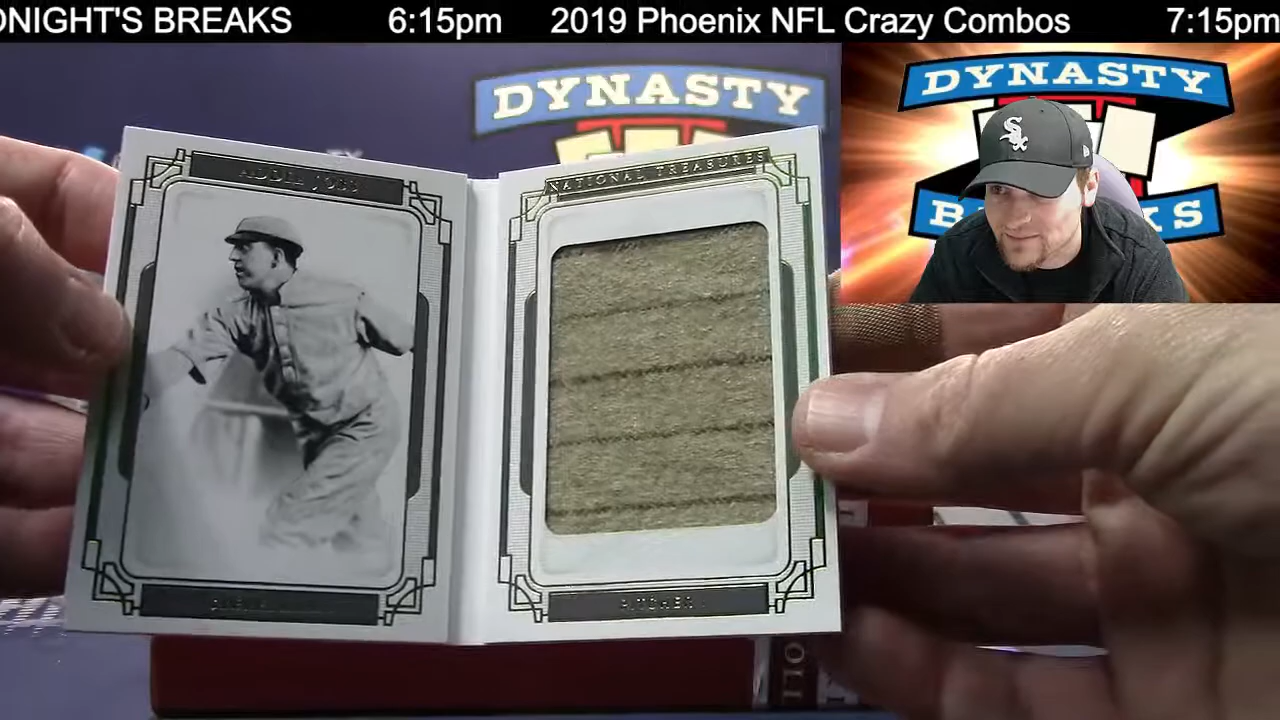 ONIGHT'S BREAKS 6:15pm 2019 Phoenix NFL Crazy Combos 7:15pm
DYNASTY
DYNASTY
Sox
B KS
ADDIE JOSS
NATIONAL TREASURES
PITCHER